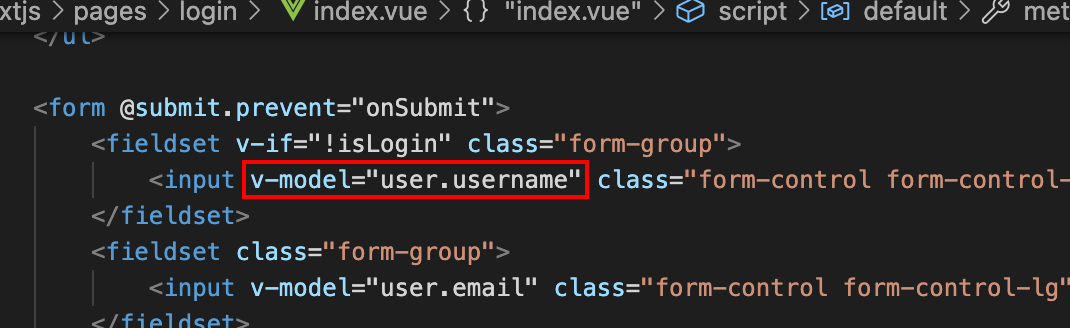 xtjs > pages > login > index.vue > {} "index.vue" > script > default > met
</ul>
<form @submit.prevent="onSubmit">
<fieldset v-if="!isLogin" class="form-group">
<input v-model="user.username" class="form-control form-control-
</fieldset>
<fieldset class="form-group">
<input v-model="user.email" class="form-control form-control-lg"
</fieldset>